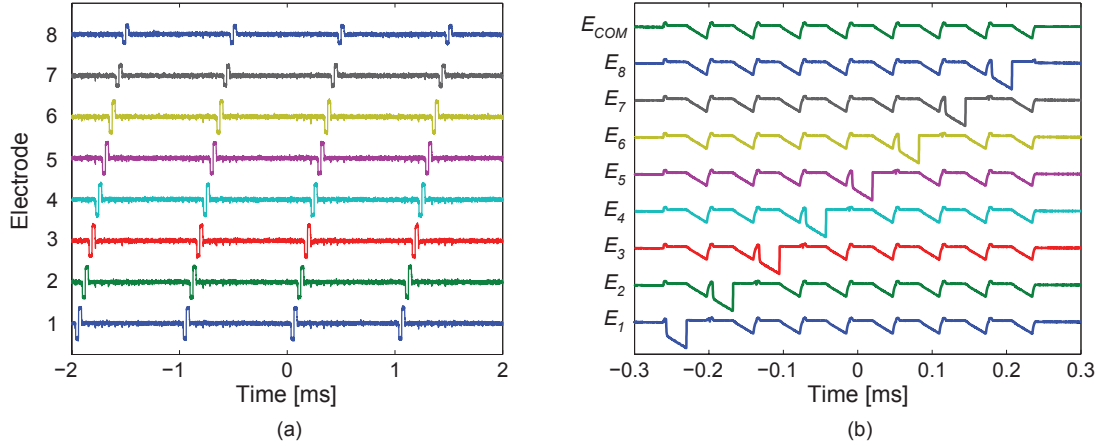 Electrode
8
7
6
5
4
3
2
1
−2
−1
0
1
2
Time [ms]
(a)
E_COM
E_8
E_7
E_6
E_5
E_4
E_3
E_2
E_1
−0.3
−0.2
−0.1
0
0.1
0.2
0.3
Time [ms]
(b)